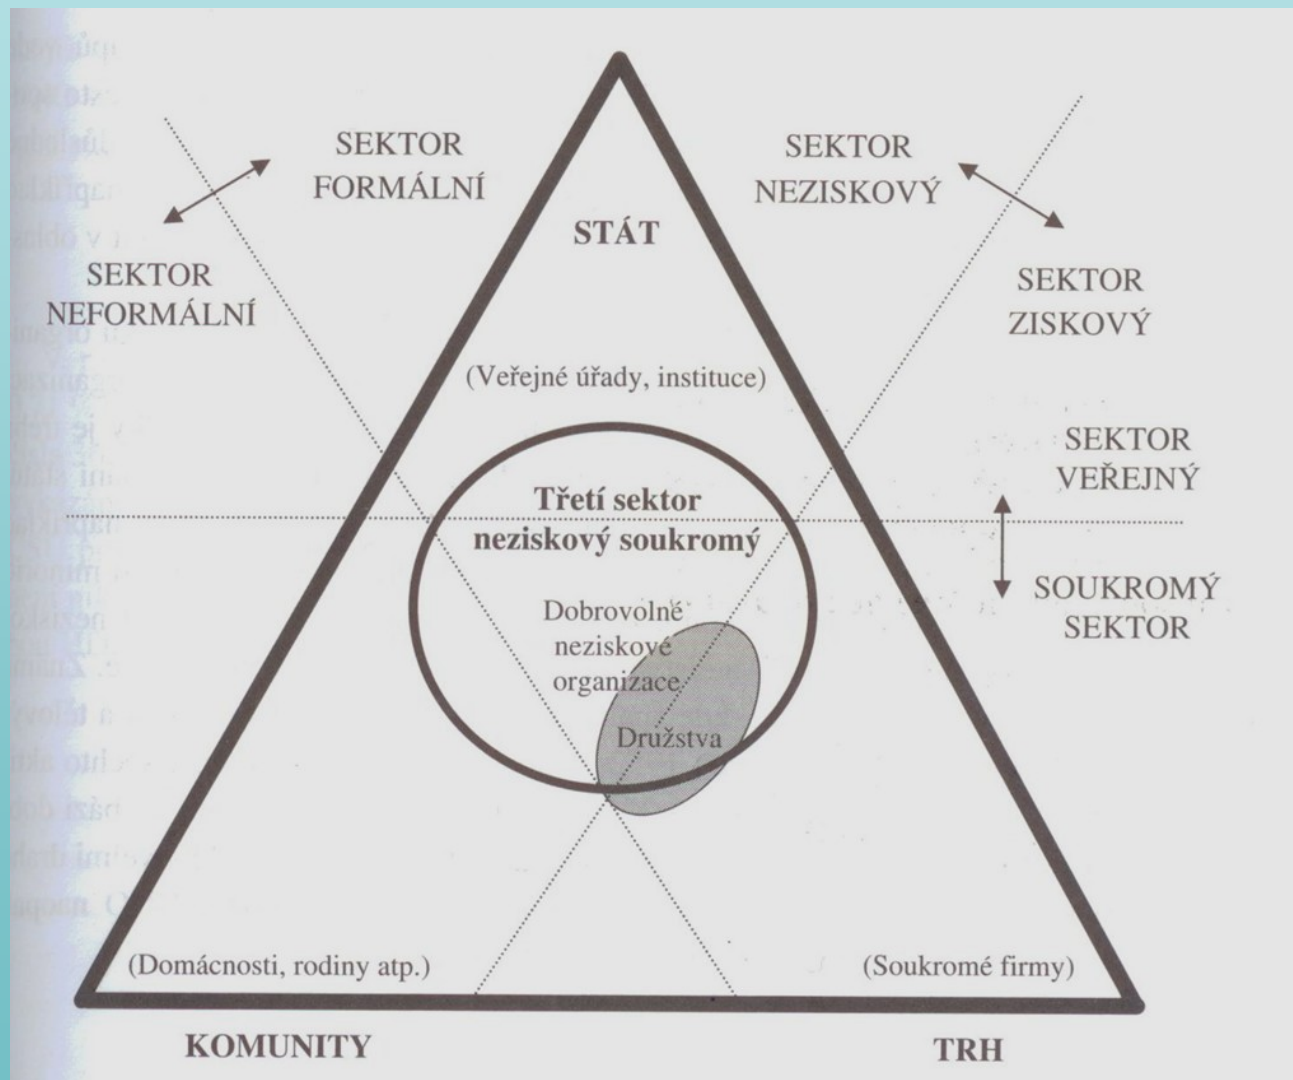 SEKTOR
FORMÁLNÍ
SEKTOR
NEZISKOVÝ
STÁT
SEKTOR
NEFORMÁLNÍ
SEKTOR
ZISKOVÝ
(Veřejné úřady, instituce)
SEKTOR
VEŘEJNÝ
Třetí sektor
neziskový soukromý
SOUKROMÝ
SEKTOR
Dobrovolné
neziskové
organizace
Družstva
(Domácnosti, rodiny atp.)
(Soukromé firmy)
KOMUNITY
TRH